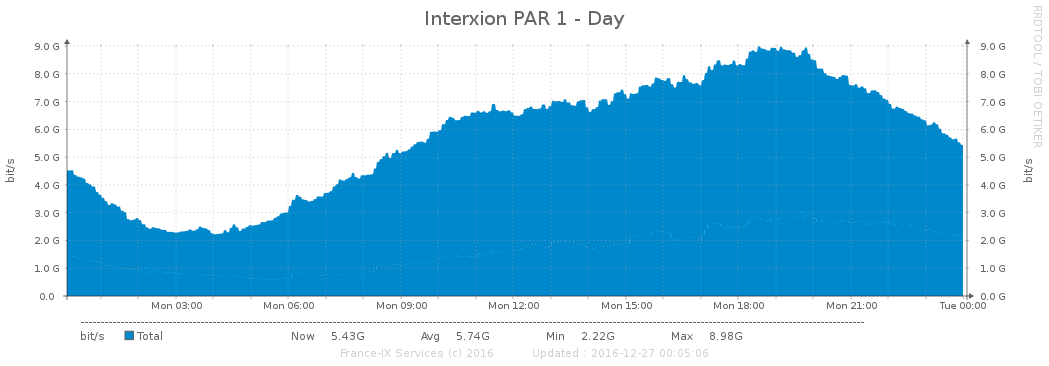 Interxion PAR 1 - Day
RRDTOOL / TOBI OETIKER
bit/s
9.0 G
8.0 G
7.0 G
6.0 G
5.0 G
4.0 G
3.0 G
2.0 G
1.0 G
0.0
9.0 G
8.0 G
7.0 G
6.0 G
5.0 G
4.0 G
3.0 G
2.0 G
1.0 G
0.0 G
bit/s
Mon 03:00 Mon 06:00 Mon 09:00 Mon 12:00 Mon 15:00 Mon 18:00 Mon 21:00 Tue 00:00
bit/s Total Now 5.43G Avg 5.74G Min 2.22G Max 8.98G
France-IX Services (c) 2016 Updated : 2016-12-27 00:05:06